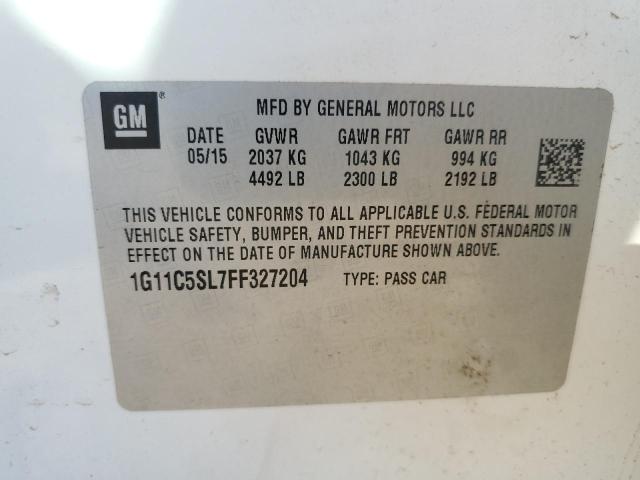 GM ®
MFD BY GENERAL MOTORS LLC
DATE GVWR GAWR FRT GAWR RR
05/15 2037 KG 1043 KG 994 KG
4492 LB 2300 LB 2192 LB
THIS VEHICLE CONFORMS TO ALL APPLICABLE U.S. FEDERAL MOTOR
VEHICLE SAFETY, BUMPER, AND THEFT PREVENTION STANDARDS IN
EFFECT ON THE DATE OF MANUFACTURE SHOWN ABOVE.
1G11C5SL7FF327204 TYPE: PASS CAR